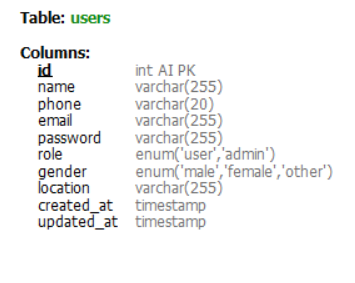 Table: users
Columns:
id int AI PK
name varchar(255)
phone varchar(20)
email varchar(255)
password varchar(255)
role enum('user','admin')
gender enum('male','female','other')
location varchar(255)
created_at timestamp
updated_at timestamp